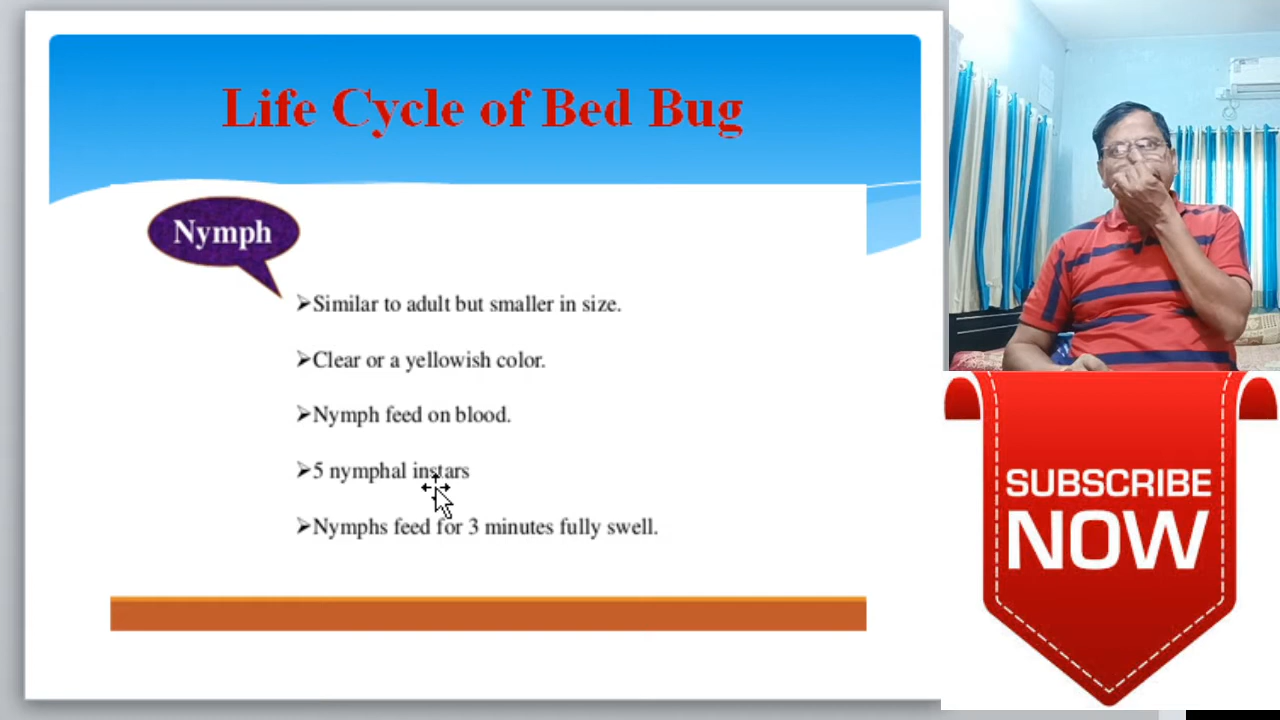 Life Cycle of Bed Bug
Nymph
➢Similar to adult but smaller in size.
➢Clear or a yellowish color.
➢Nymph feed on blood.
➢5 nymphal instars
➢Nymphs feed for 3 minutes fully swell.
SUBSCRIBE
NOW